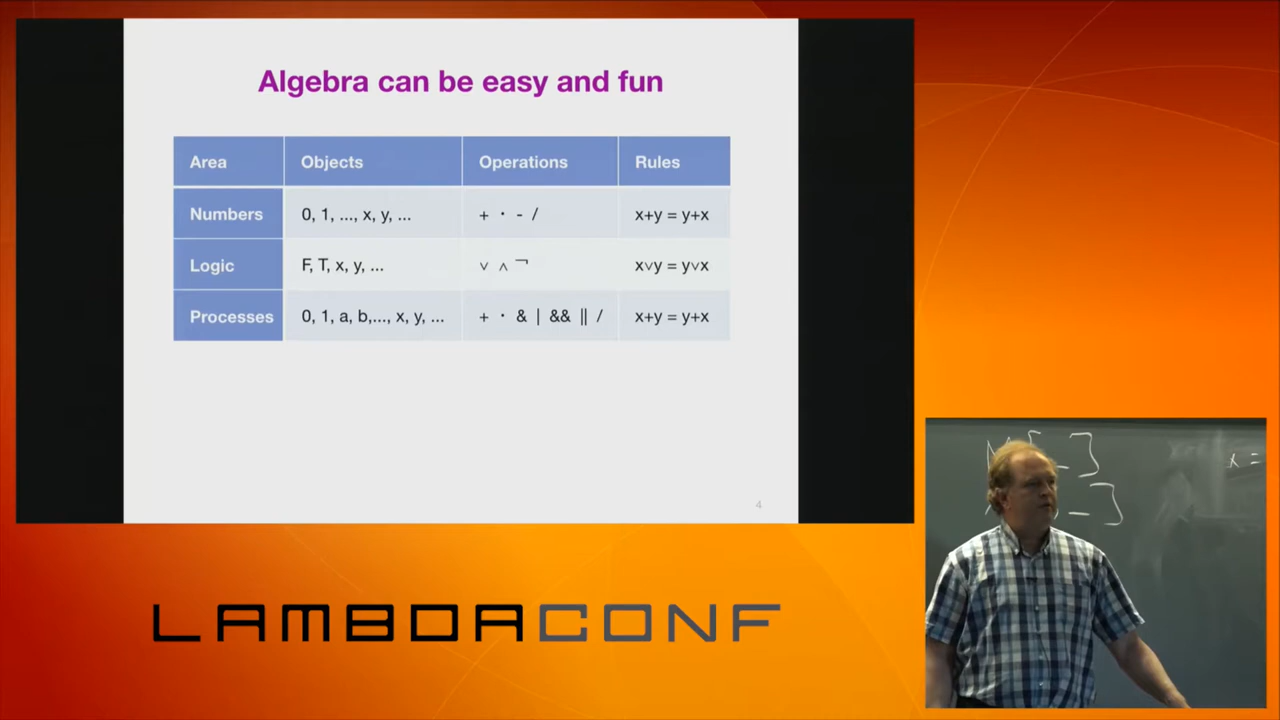 Algebra can be easy and fun
Area Objects Operations Rules
Numbers 0, 1, ..., x, y, ... + · - / x+y = y+x
Logic F, T, x, y, ... ∨ ∧ ¬ x∨y = y∨x
Processes 0, 1, a, b,..., x, y, ... + · & | && || / x+y = y+x
4
LAMBDACONF
x =